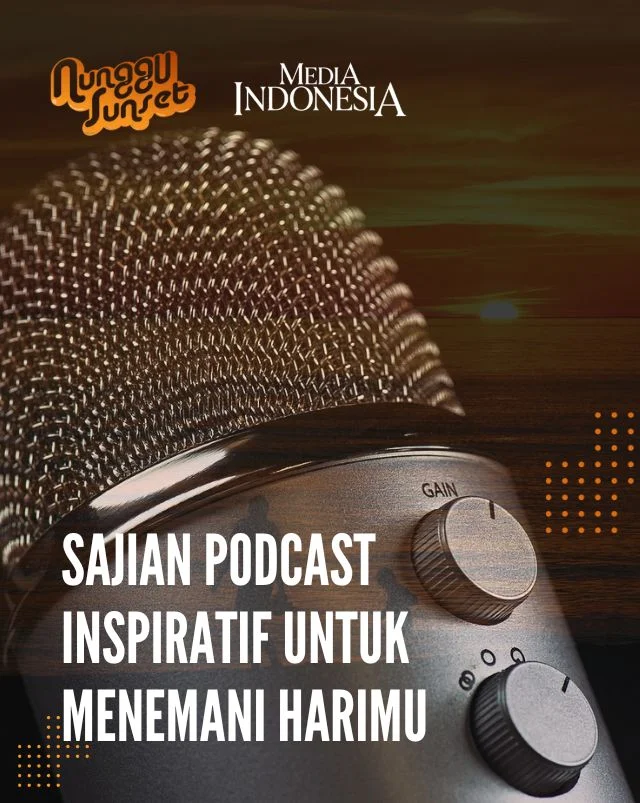 Nunggu
Sunset
MEDIA
INDONESIA
GAIN
SAJIAN PODCAST
INSPIRATIF UNTUK
MENEMANI HARIMU